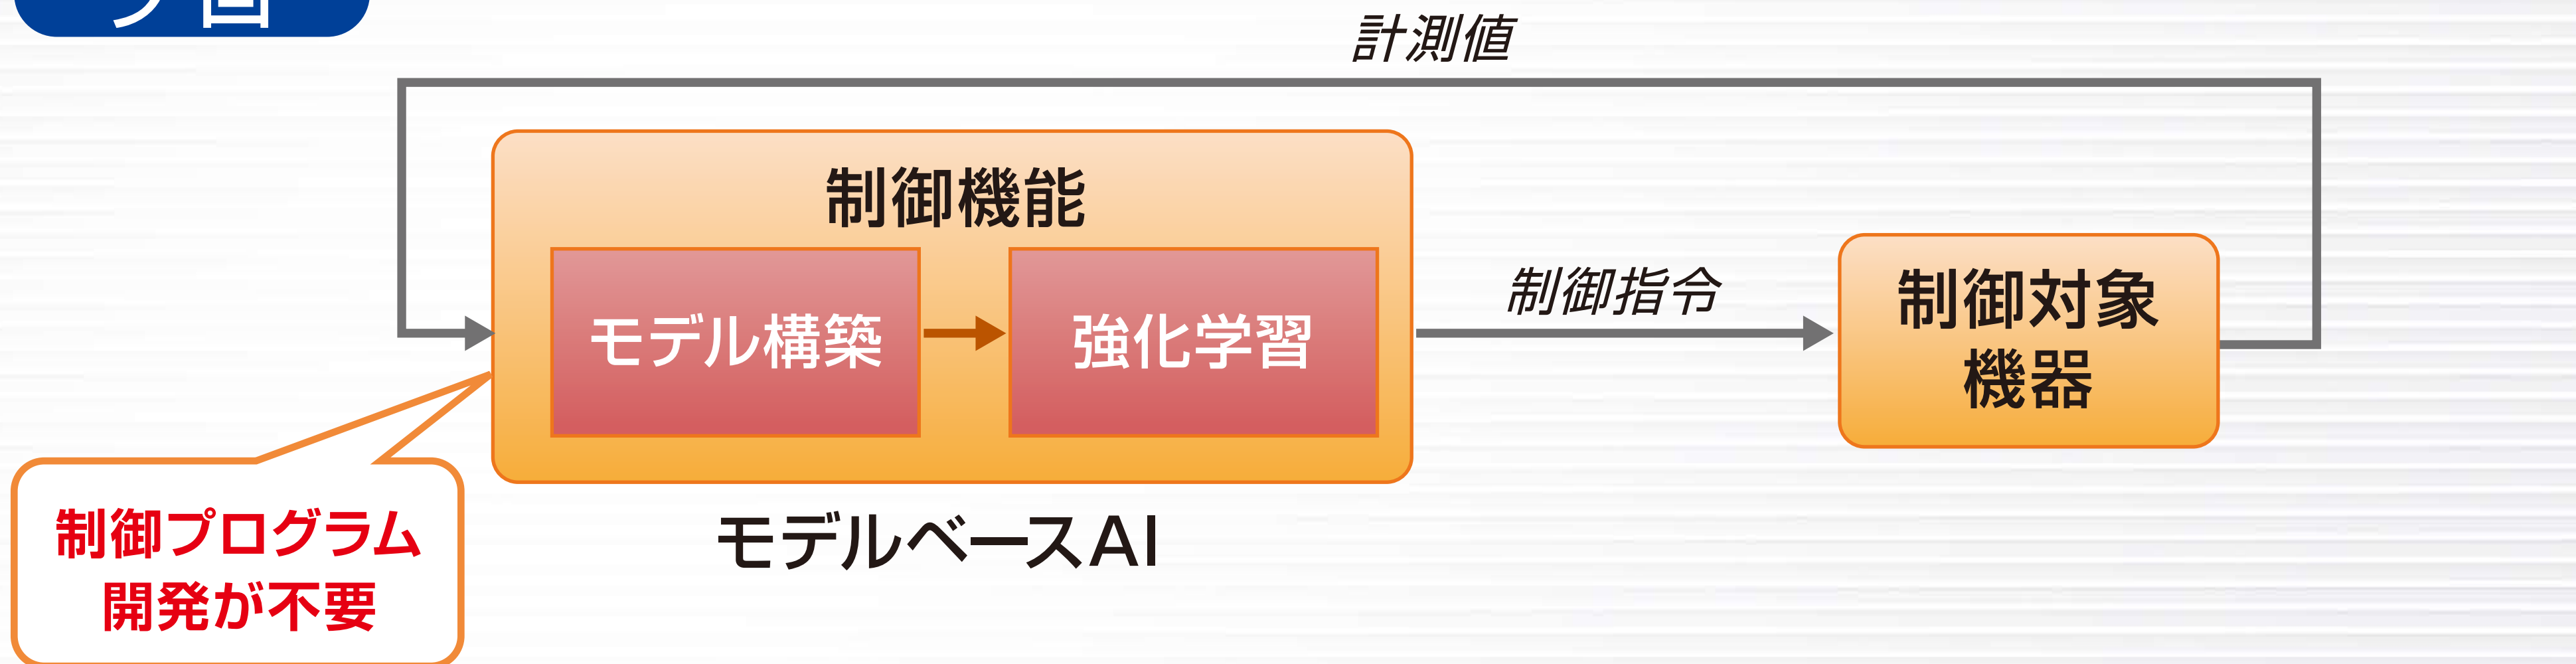 今回
計測値
制御機能
モデル構築
強化学習
制御指令
制御対象
機器
制御プログラム
開発が不要
モデルベースAI